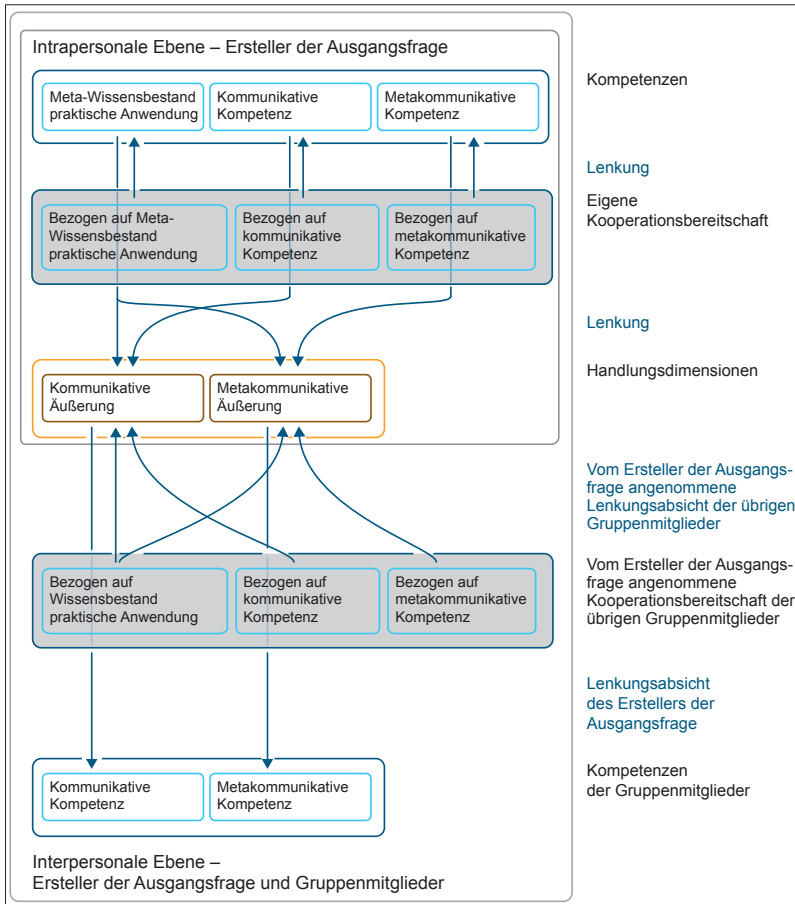 Intrapersonale Ebene – Ersteller der Ausgangsfrage
Meta-Wissensbestand
praktische Anwendung
Kommunikative
Kompetenz
Metakommunikative
Kompetenz
Kompetenzen
Lenkung
Bezogen auf Meta-
Wissensbestand
praktische Anwendung
Bezogen auf
kommunikative
Kompetenz
Bezogen auf
metakommunikative
Kompetenz
Eigene
Kooperationsbereitschaft
Lenkung
Kommunikative
Äußerung
Metakommunikative
Äußerung
Handlungsdimensionen
Vom Ersteller der Ausgangs-
frage angenommene
Lenkungsabsicht der übrigen
Gruppenmitglieder
Bezogen auf
Wissensbestand
praktische Anwendung
Bezogen auf
kommunikative
Kompetenz
Bezogen auf
metakommunikative
Kompetenz
Vom Ersteller der Ausgangs-
frage angenommene
Kooperationsbereitschaft der
übrigen Gruppenmitglieder
Lenkungsabsicht
des Erstellers der
Ausgangsfrage
Kommunikative
Kompetenz
Metakommunikative
Kompetenz
Kompetenzen
der Gruppenmitglieder
Interpersonale Ebene –
Ersteller der Ausgangsfrage und Gruppenmitglieder